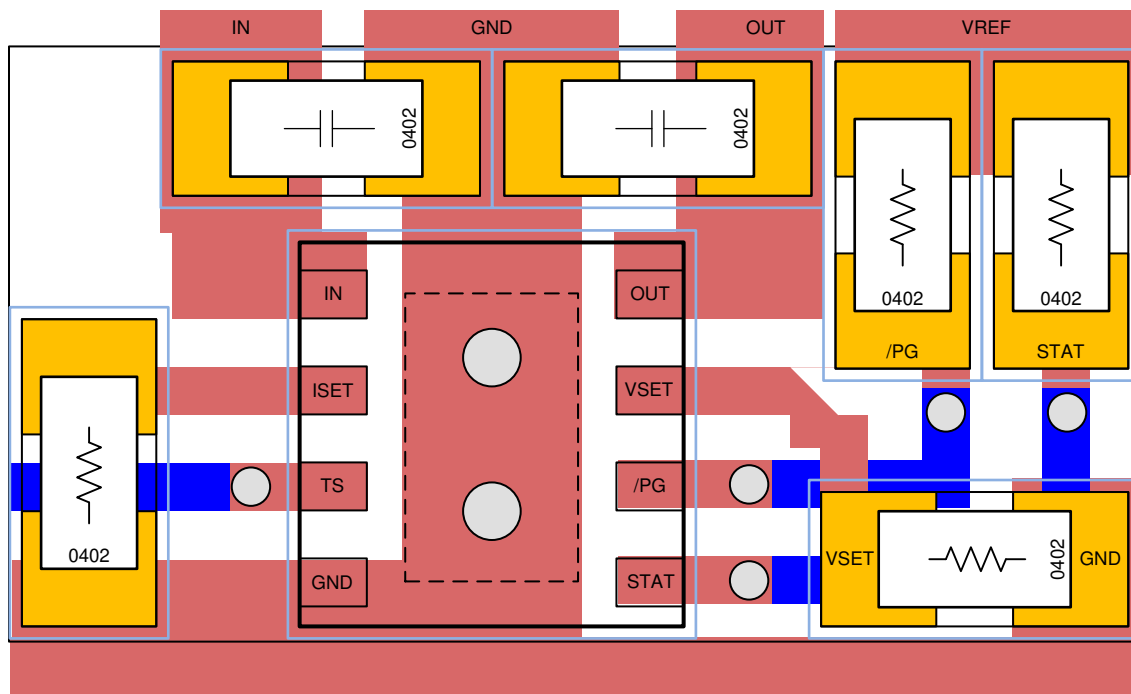 IN
GND
OUT
VREF
0402
0402
0402
0402
/PG
STAT
IN
OUT
ISET
VSET
TS
/PG
GND
STAT
0402
VSET
0402
GND